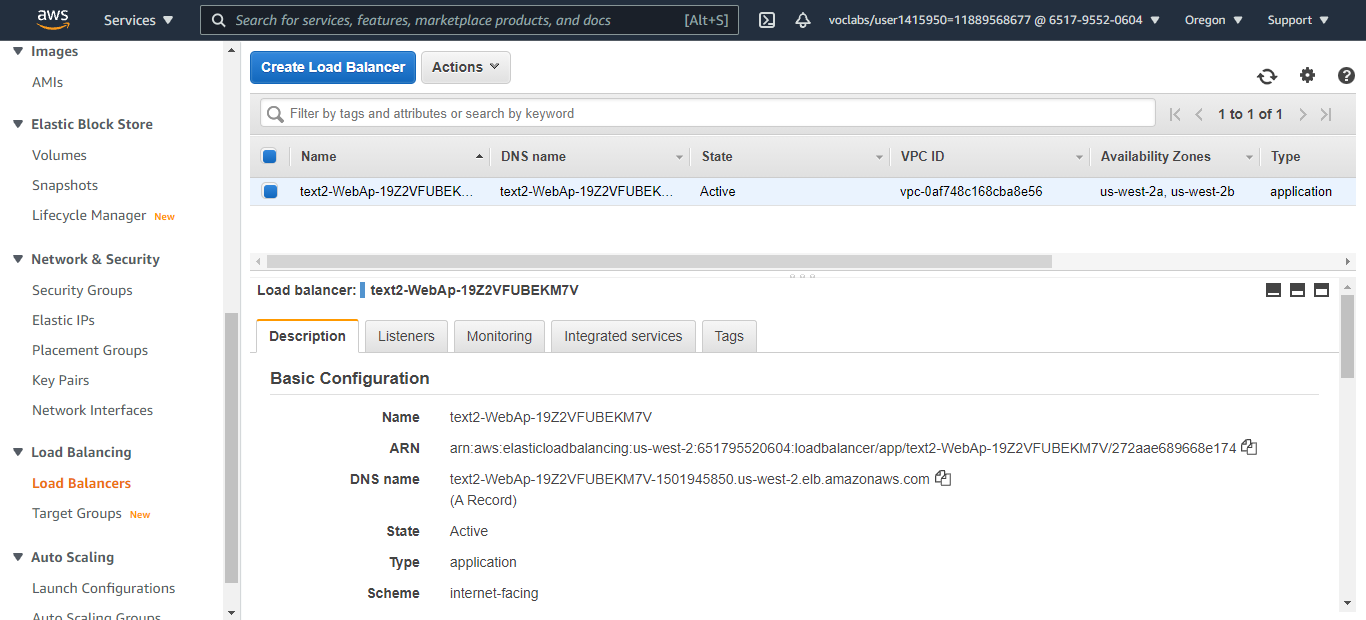 aws Services Search for services, features, marketplace products, and docs [Alt+S] voclabs/user1415950=11889568677 @ 6517-9552-0604 Oregon Support
Images
AMIs
Elastic Block Store
Volumes
Snapshots
Lifecycle Manager New
Network & Security
Security Groups
Elastic IPs
Placement Groups
Key Pairs
Network Interfaces
Load Balancing
Load Balancers
Target Groups New
Auto Scaling
Launch Configurations
Auto Scaling Groups
Create Load Balancer Actions
Filter by tags and attributes or search by keyword 1 to 1 of 1
Name DNS name State VPC ID Availability Zones Type
text2-WebAp-19Z2VFUBEK... text2-WebAp-19Z2VFUBEK... Active vpc-0af748c168cba8e56 us-west-2a, us-west-2b application
Load balancer: text2-WebAp-19Z2VFUBEKM7V
Description Listeners Monitoring Integrated services Tags
Basic Configuration
Name text2-WebAp-19Z2VFUBEKM7V
ARN arn:aws:elasticloadbalancing:us-west-2:651795520604:loadbalancer/app/text2-WebAp-19Z2VFUBEKM7V/272aae689668e174
DNS name text2-WebAp-19Z2VFUBEKM7V-1501945850.us-west-2.elb.amazonaws.com
(A Record)
State Active
Type application
Scheme internet-facing